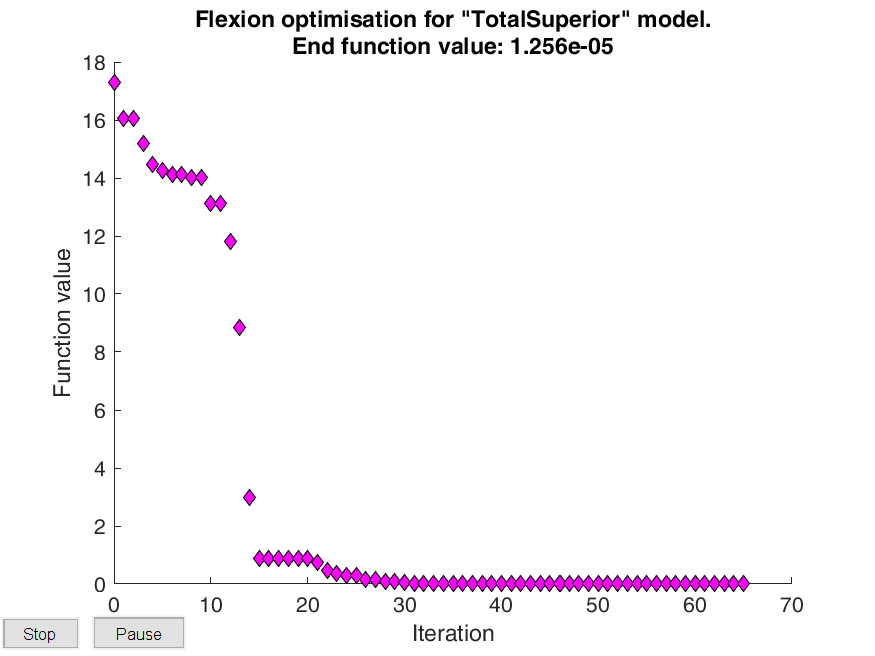 Flexion optimisation for "TotalSuperior" model.
End function value: 1.256e-05
18
16
14
12
10
8
6
4
2
0
Function value
0 10 20 30 40 50 60 70
Iteration
Stop Pause